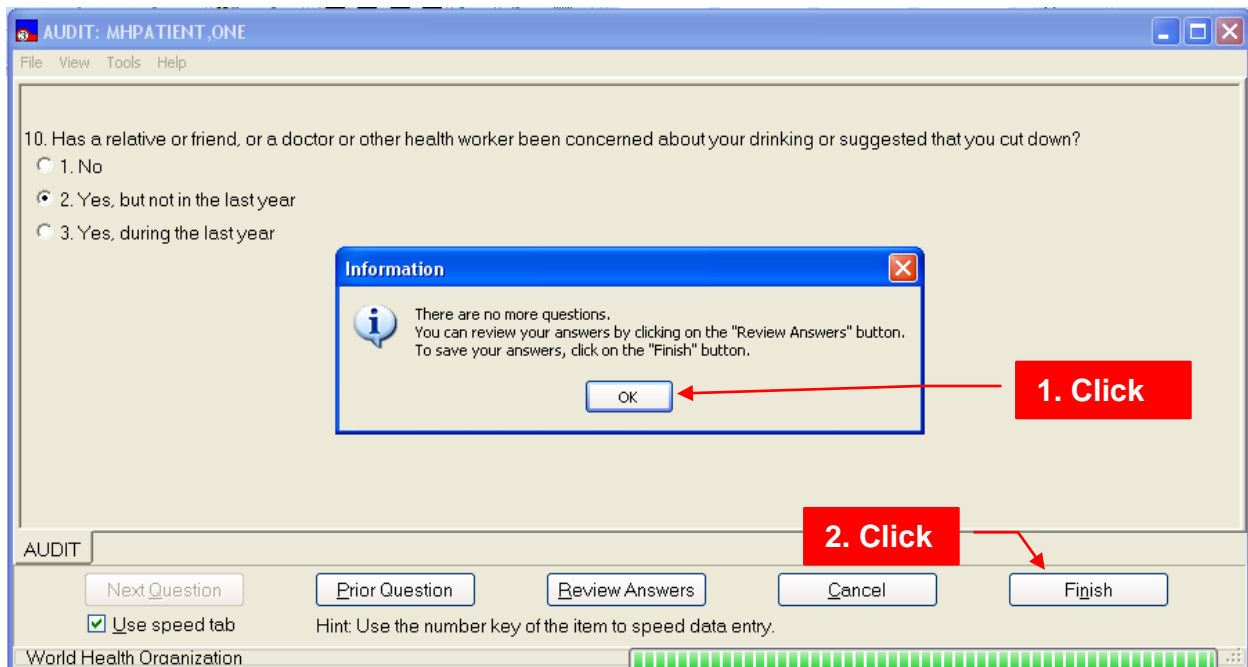 AUDIT: MHPATIENT,ONE
File View Tools Help
10. Has a relative or friend, or a doctor or other health worker been concerned about your drinking or suggested that you cut down?
1. No
2. Yes, but not in the last year
3. Yes, during the last year
Information
There are no more questions.
You can review your answers by clicking on the "Review Answers" button.
To save your answers, click on the "Finish" button.
OK
1. Click
2. Click
AUDIT
Next Question Prior Question Review Answers Cancel Finish
Use speed tab Hint: Use the number key of the item to speed data entry.
World Health Organization